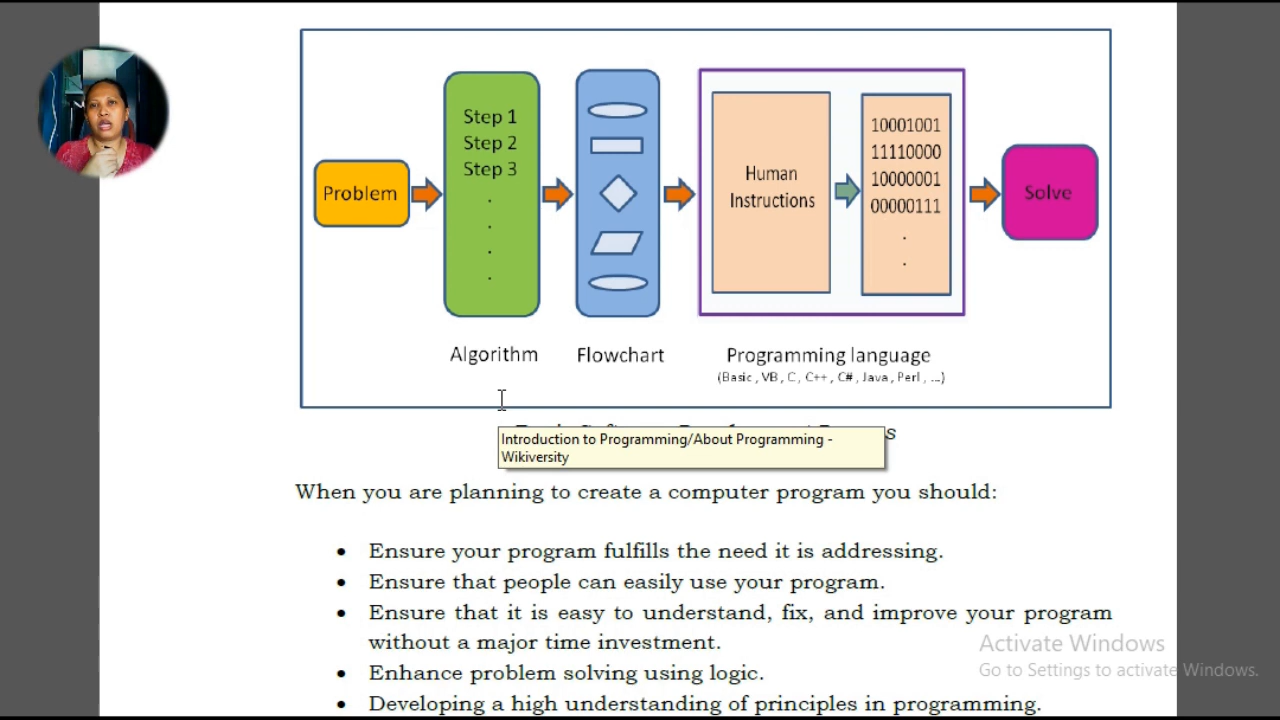 Problem
Step 1
Step 2
Step 3
.
.
.
.
Human
Instructions
10001001
11110000
10000001
00000111
.
.
Solve
Algorithm
Flowchart
Programming language
(Basic, VB, C, C++, C#, Java, Perl, ...)
Introduction to Programming/About Programming -
Wikiversity
When you are planning to create a computer program you should:
• Ensure your program fulfills the need it is addressing.
• Ensure that people can easily use your program.
• Ensure that it is easy to understand, fix, and improve your program
without a major time investment.
• Enhance problem solving using logic.
• Developing a high understanding of principles in programming.
Activate Windows
Go to Settings to activate Windows.